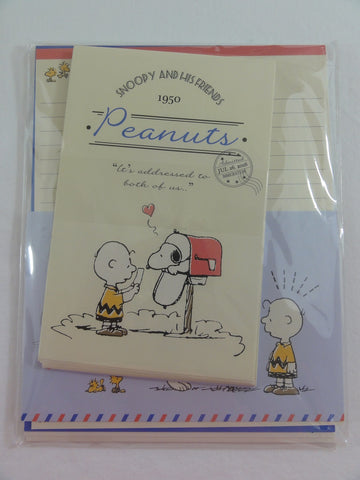 SNOOPY AND HIS FRIENDS
1950
Peanuts
"It's addressed to
both of us.."